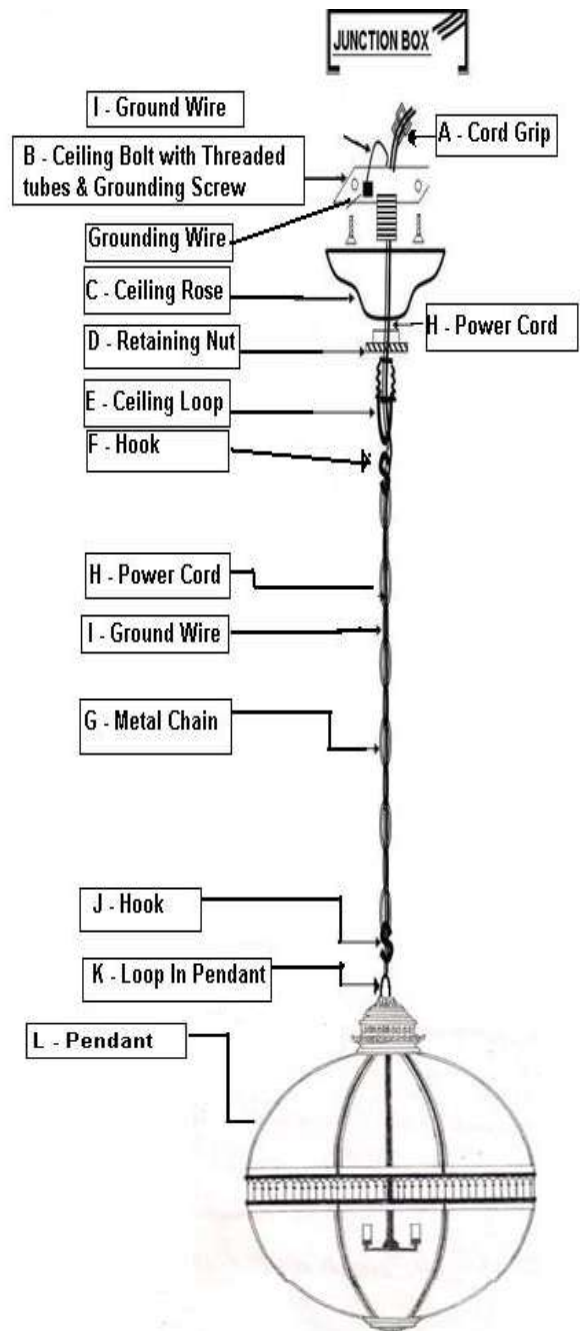 JUNCTION BOX
I - Ground Wire
A - Cord Grip
B - Ceiling Bolt with Threaded
tubes & Grounding Screw
Grounding Wire
C - Ceiling Rose
H - Power Cord
D - Retaining Nut
E - Ceiling Loop
F - Hook
H - Power Cord
I - Ground Wire
G - Metal Chain
J - Hook
K - Loop In Pendant
L - Pendant